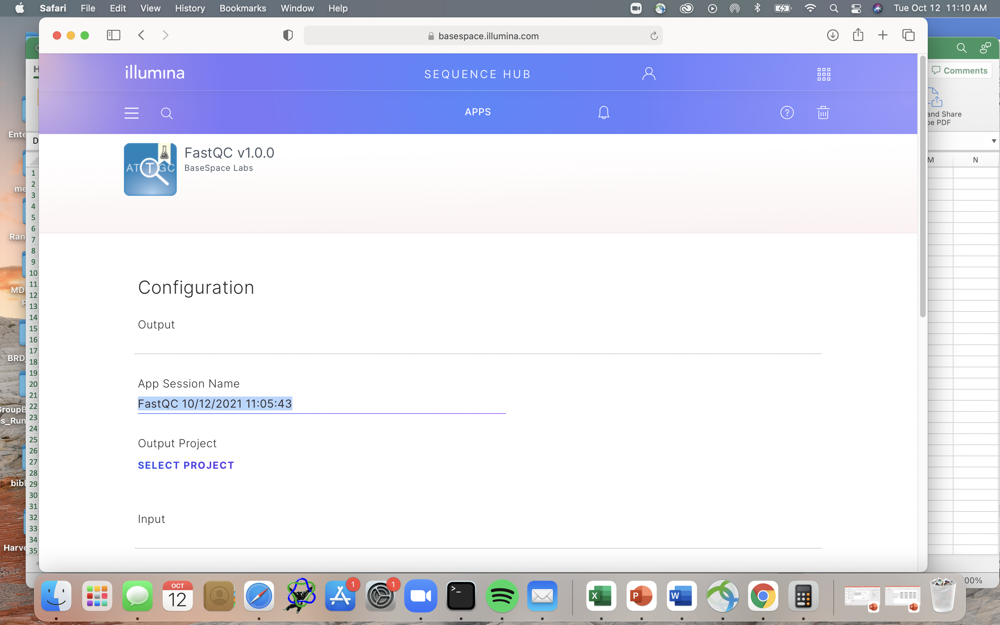 Safari File Edit View History Bookmarks Window Help
Tue Oct 12 11:10 AM
basespace.illumina.com
Comments
illumina
SEQUENCE HUB
APPS
?
and Share
be PDF
H
D
Ente
M N
FastQC v1.0.0
BaseSpace Labs
ATTGC
1
2
3
me
4
5
6
Ran
7
8
9
10
11
MD
12
p
13
14
15
16
17
BRD
18
19
20
21
22
GroupB
23
s_Run
24
25
26
27
28
bibl
29
30
31
32
33
34
Harve
35
Configuration
Output
App Session Name
FastQC 10/12/2021 11:05:43
Output Project
SELECT PROJECT
Input
00%
OCT
12
1
1
>_
X
P
W
P
P